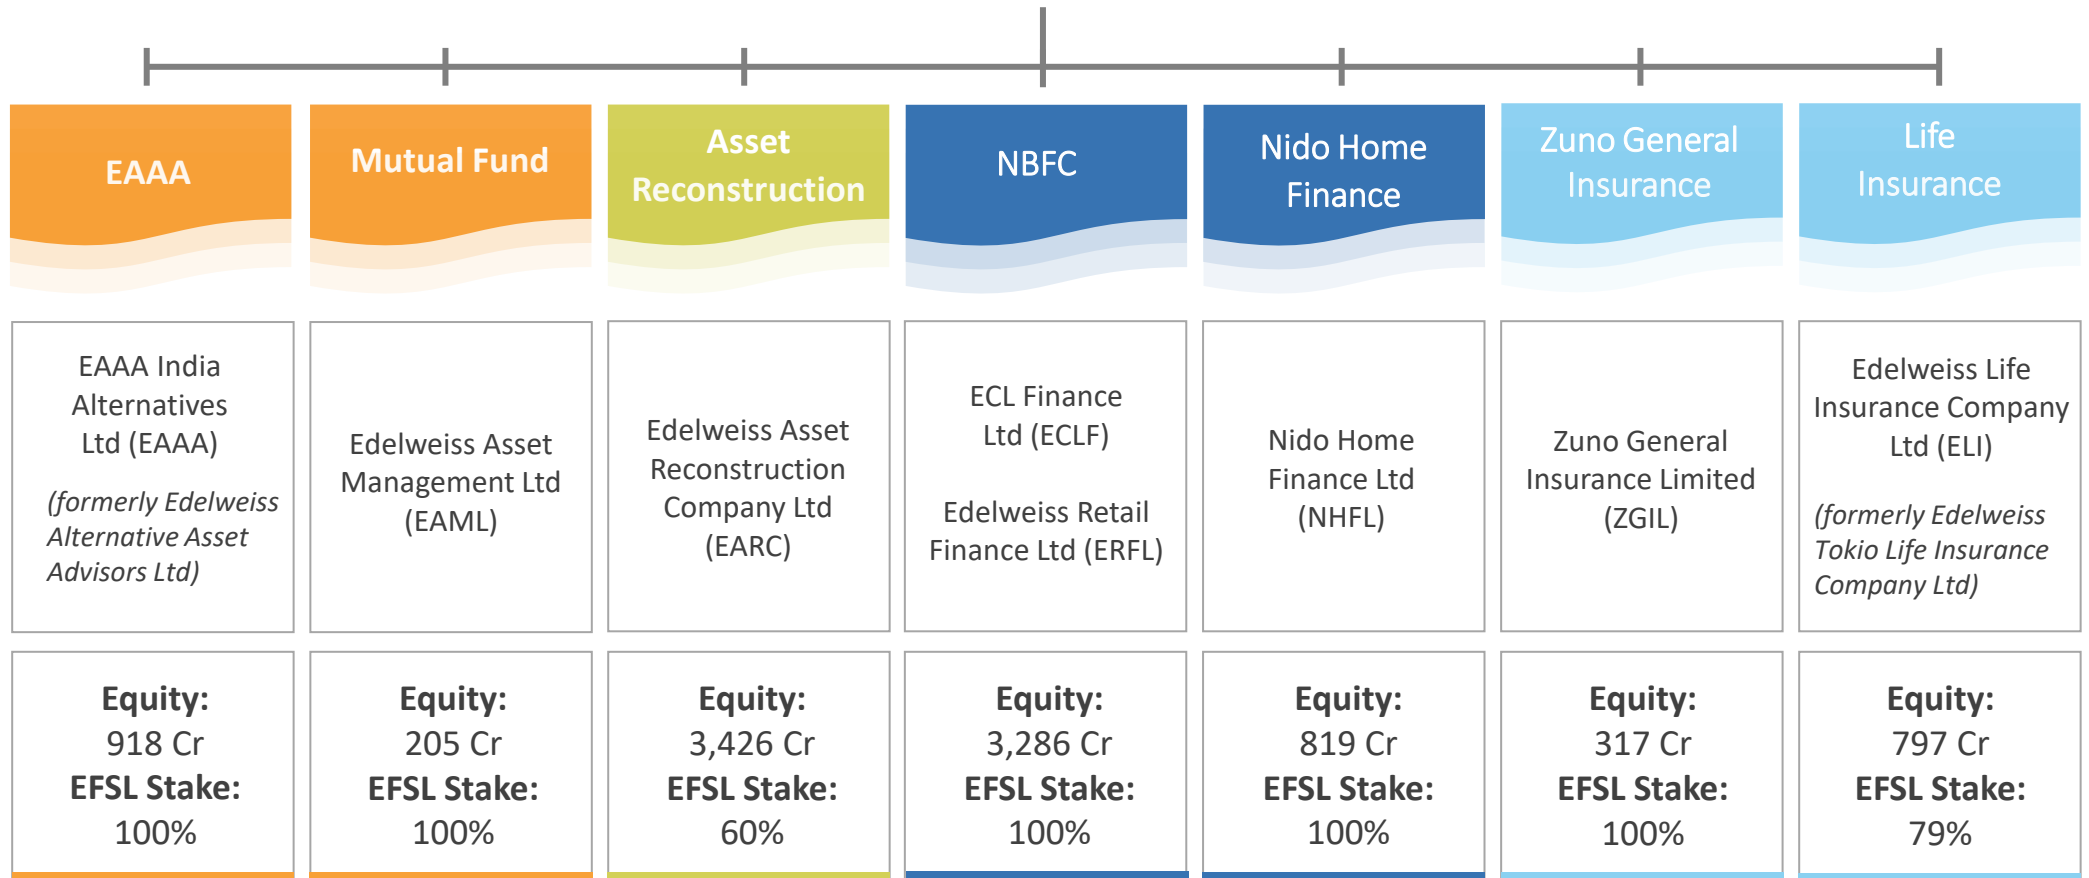 EAAA
Mutual Fund
Asset
Reconstruction
NBFC
Nido Home
Finance
Zuno General
Insurance
Life
Insurance
EAAA India
Alternatives
Ltd (EAAA)
(formerly Edelweiss
Alternative Asset
Advisors Ltd)
Edelweiss Asset
Management Ltd
(EAML)
Edelweiss Asset
Reconstruction
Company Ltd
(EARC)
ECL Finance
Ltd (ECLF)
Edelweiss Retail
Finance Ltd (ERFL)
Nido Home
Finance Ltd
(NHFL)
Zuno General
Insurance Limited
(ZGIL)
Edelweiss Life
Insurance Company
Ltd (ELI)
(formerly Edelweiss
Tokio Life Insurance
Company Ltd)
Equity:
918 Cr
EFSL Stake:
100%
Equity:
205 Cr
EFSL Stake:
100%
Equity:
3,426 Cr
EFSL Stake:
60%
Equity:
3,286 Cr
EFSL Stake:
100%
Equity:
819 Cr
EFSL Stake:
100%
Equity:
317 Cr
EFSL Stake:
100%
Equity:
797 Cr
EFSL Stake:
79%